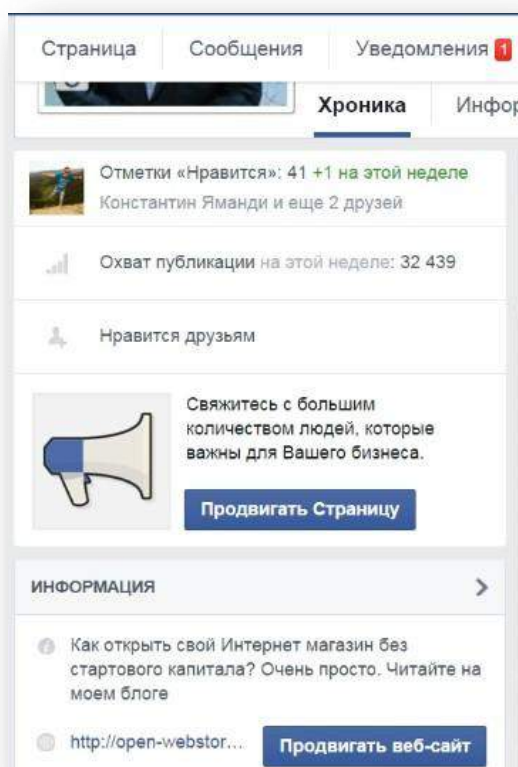 Страница Сообщения Уведомления 1
Хроника Инфор
Отметки «Нравится»: 41 +1 на этой неделе
Константин Яманди и еще 2 друзей
Охват публикации на этой неделе: 32 439
Нравится друзьям
Свяжитесь с большим
количеством людей, которые
важны для Вашего бизнеса.
Продвигать Страницу
ИНФОРМАЦИЯ
Как открыть свой Интернет магазин без
стартового капитала? Очень просто. Читайте на
моем блоге
http://open-webstor... Продвигать веб-сайт